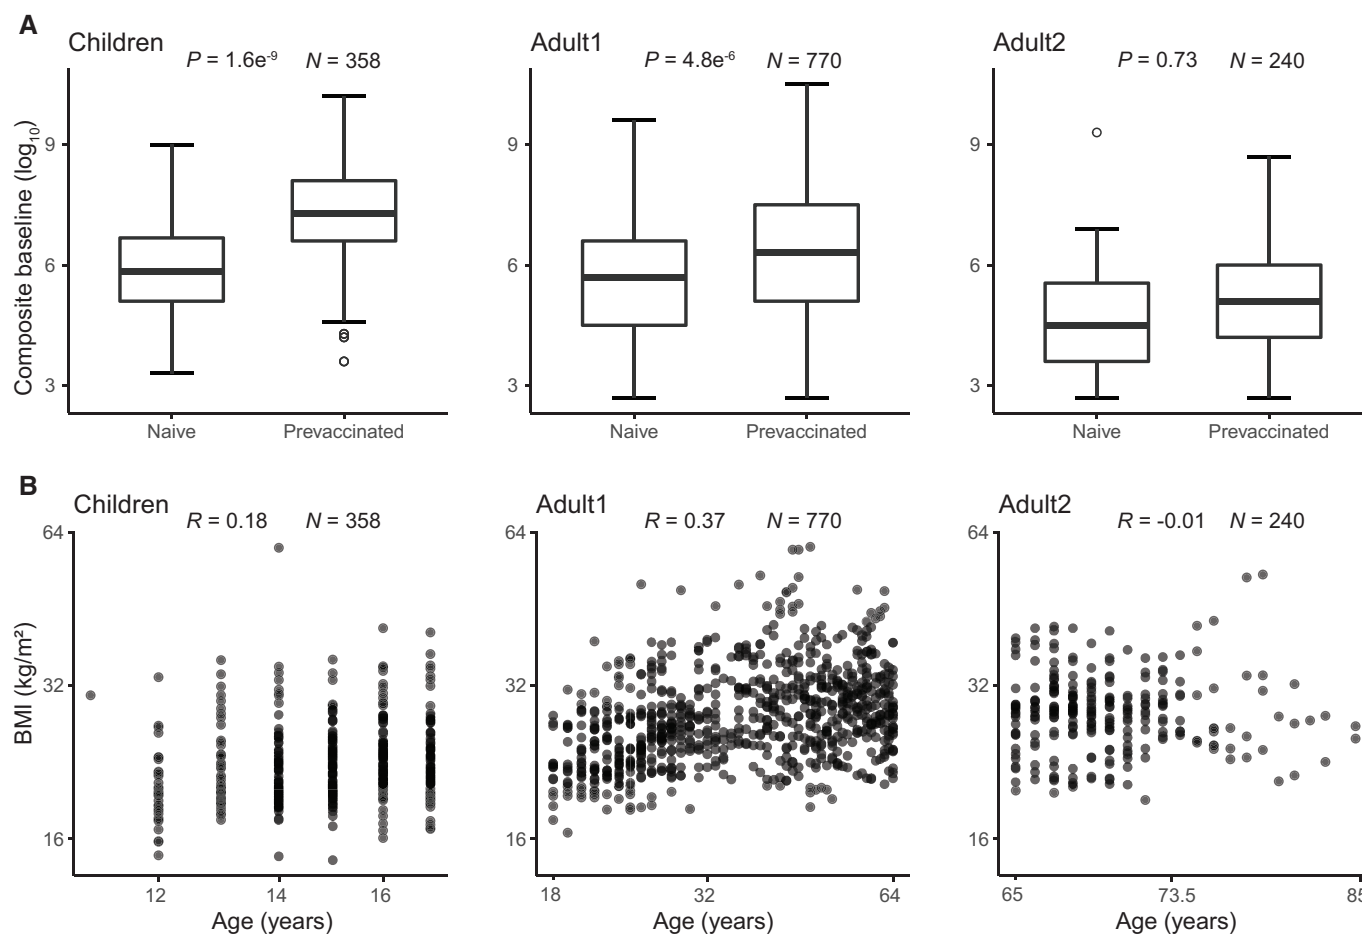 A
Children
P = 1.6e-9 N = 358
Adult1
P = 4.8e-6 N = 770
Adult2
P = 0.73 N = 240
Composite baseline (log10)
9
6
3
Naive Prevaccinated
9
6
3
Naive Prevaccinated
9
6
3
Naive Prevaccinated
B
Children
R = 0.18 N = 358
Adult1
R = 0.37 N = 770
Adult2
R = -0.01 N = 240
BMI (kg/m²)
64
32
16
12 14 16
Age (years)
64
32
16
18 32 64
Age (years)
64
32
16
65 73.5 85
Age (years)